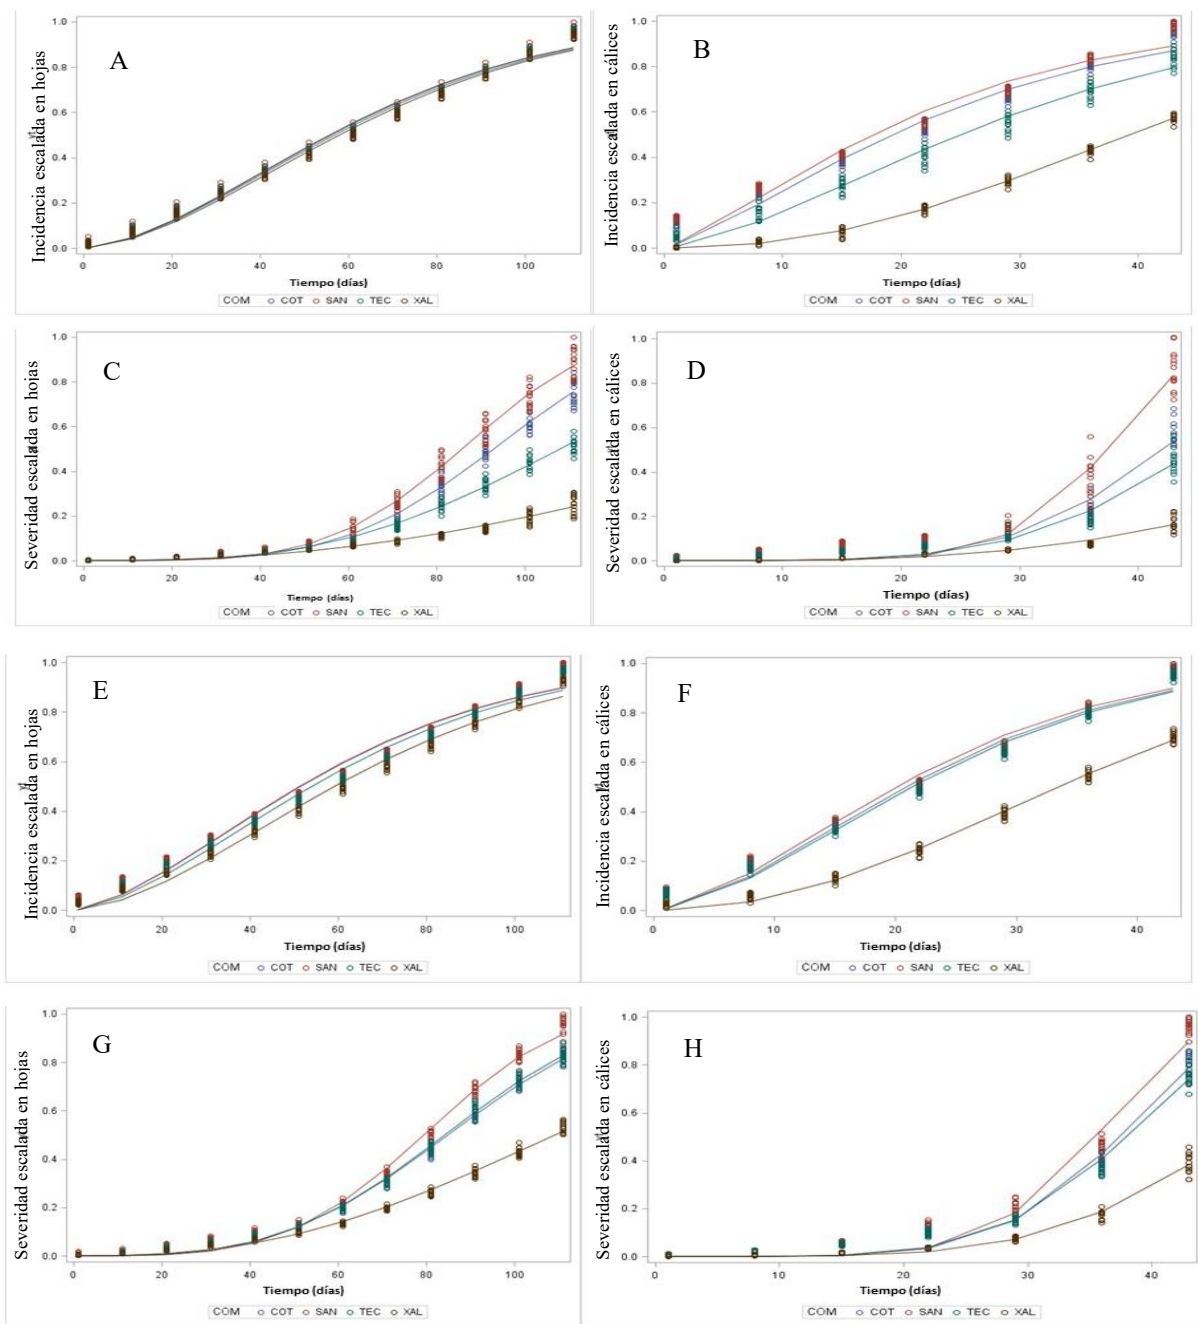 A
Incidencia escalada en hojas
1.0
0.8
0.6
0.4
0.2
0.0
0 20 40 60 80 100
Tiempo (días)
COM COT SAN TEC XAL
B
Incidencia escalada en cálices
1.0
0.8
0.6
0.4
0.2
0.0
0 10 20 30 40
Tiempo (días)
COM COT SAN TEC XAL
C
Severidad escalada en hojas
1.0
0.8
0.6
0.4
0.2
0.0
0 20 40 60 80 100
Tiempo (días)
COM COT SAN TEC XAL
D
Severidad escalada en cálices
1.0
0.8
0.6
0.4
0.2
0.0
0 10 20 30 40
Tiempo (días)
COM COT SAN TEC XAL
E
Incidencia escalada en hojas
1.0
0.8
0.6
0.4
0.2
0.0
0 20 40 60 80 100
Tiempo (días)
COM COT SAN TEC XAL
F
Incidencia escalada en cálices
1.0
0.8
0.6
0.4
0.2
0.0
0 10 20 30 40
Tiempo (días)
COM COT SAN TEC XAL
G
Severidad escalada en hojas
1.0
0.8
0.6
0.4
0.2
0.0
0 20 40 60 80 100
Tiempo (días)
COM COT SAN TEC XAL
H
Severidad escalada en cálices
1.0
0.8
0.6
0.4
0.2
0.0
0 10 20 30 40
Tiempo (días)
COM COT SAN TEC XAL